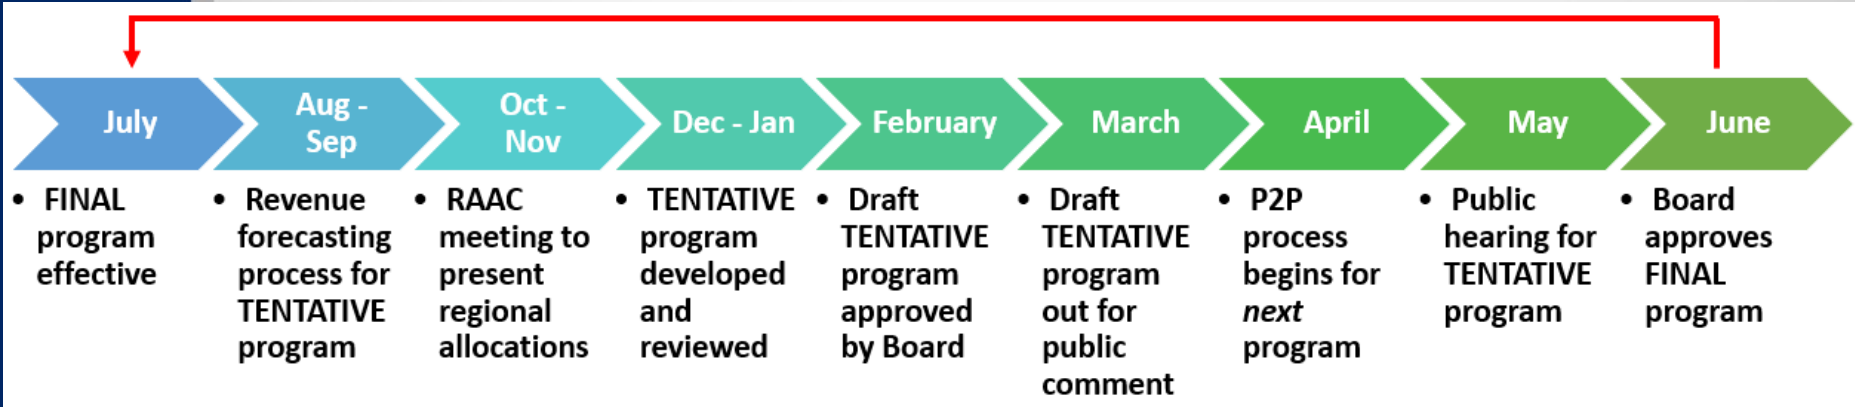 July
Aug -
Sep
Oct -
Nov
Dec - Jan
February
March
April
May
June
• FINAL
program
effective
• Revenue
forecasting
process for
TENTATIVE
program
• RAAC
meeting to
present
regional
allocations
• TENTATIVE
program
developed
and
reviewed
• Draft
TENTATIVE
program
approved
by Board
• Draft
TENTATIVE
program
out for
public
comment
• P2P
process
begins for
next
program
• Public
hearing for
TENTATIVE
program
• Board
approves
FINAL
program